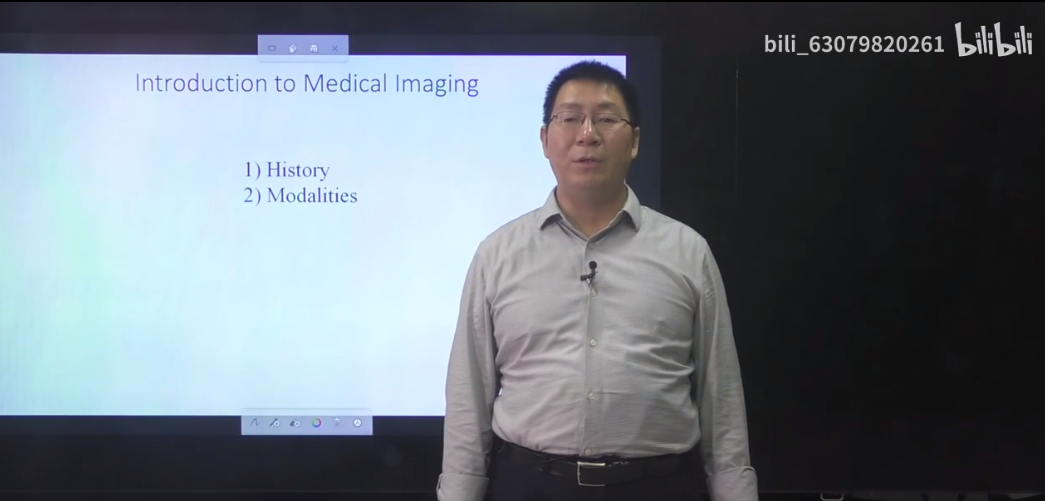 bili_63079820261 bilibili
Introduction to Medical Imaging
1) History
2) Modalities